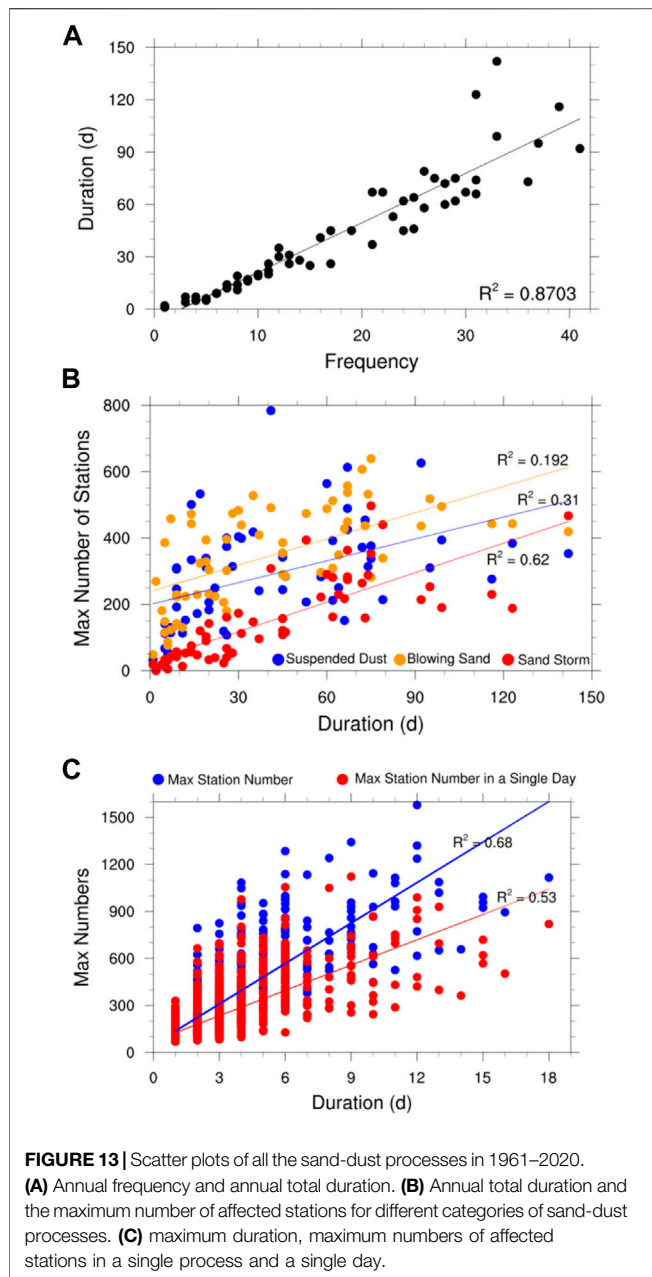 A
150
120
90
60
30
0
Duration (d)
R² = 0.8703
0 10 20 30 40
Frequency
B
800
600
400
200
0
Max Number of Stations
R² = 0.192
R² = 0.31
R² = 0.62
Suspended Dust Blowing Sand Sand Storm
0 30 60 90 120 150
Duration (d)
C
Max Station Number Max Station Number in a Single Day
1500
1200
900
600
300
0
Max Numbers
R² = 0.68
R² = 0.53
0 3 6 9 12 15 18
Duration (d)
FIGURE 13 | Scatter plots of all the sand-dust processes in 1961–2020.
(A) Annual frequency and annual total duration. (B) Annual total duration and
the maximum number of affected stations for different categories of sand-dust
processes. (C) maximum duration, maximum numbers of affected
stations in a single process and a single day.